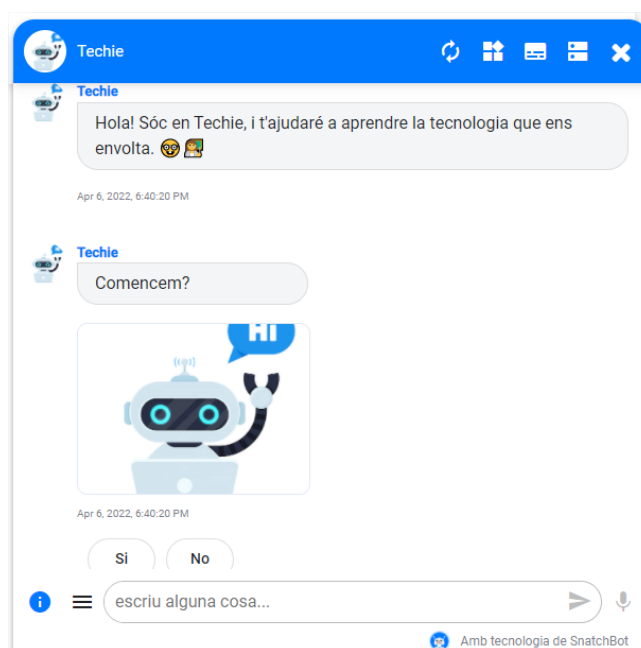 Techie
Techie
Hola! Sóc en Techie, i t'ajudaré a aprendre la tecnologia que ens
envolta. 🤓 👩‍🏫
Apr 6, 2022, 6:40:20 PM
Techie
Comencem?
Hi
Apr 6, 2022, 6:40:20 PM
Si No
escriu alguna cosa...
Amb tecnologia de SnatchBot